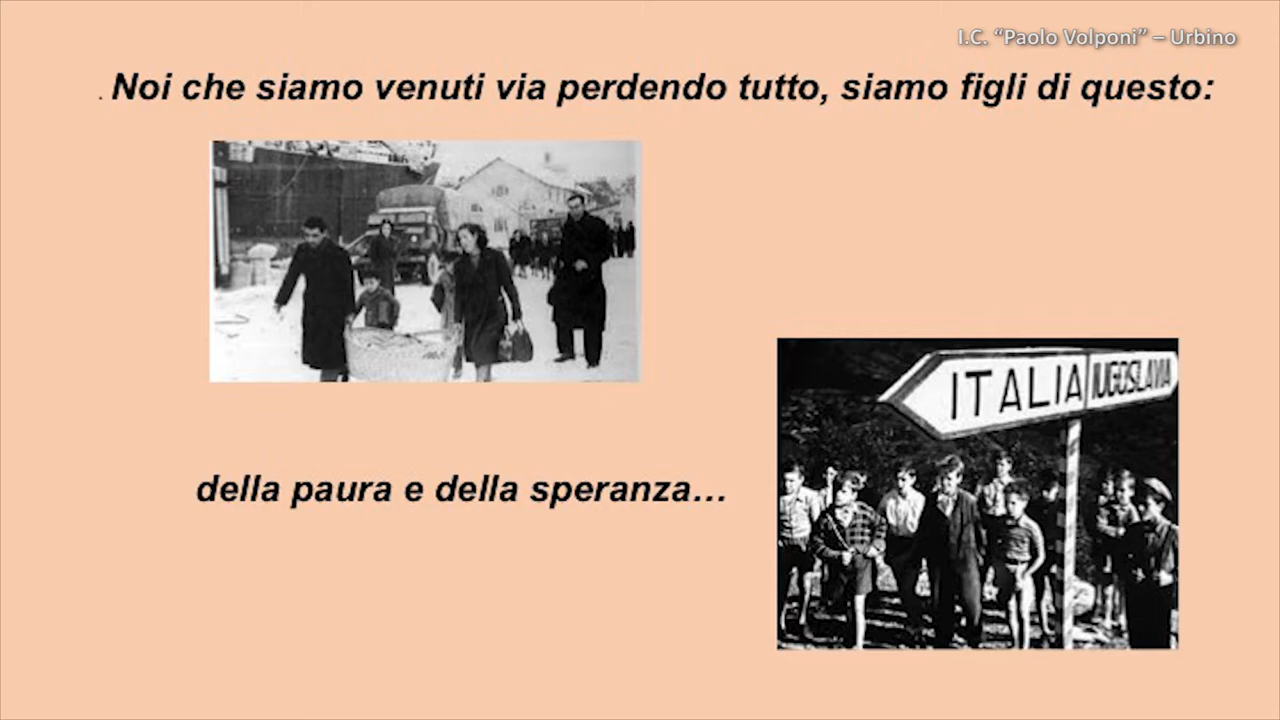 I.C. “Paolo Volponi” – Urbino
. Noi che siamo venuti via perdendo tutto, siamo figli di questo:
ITALIA IUGOSLAVIA
della paura e della speranza…